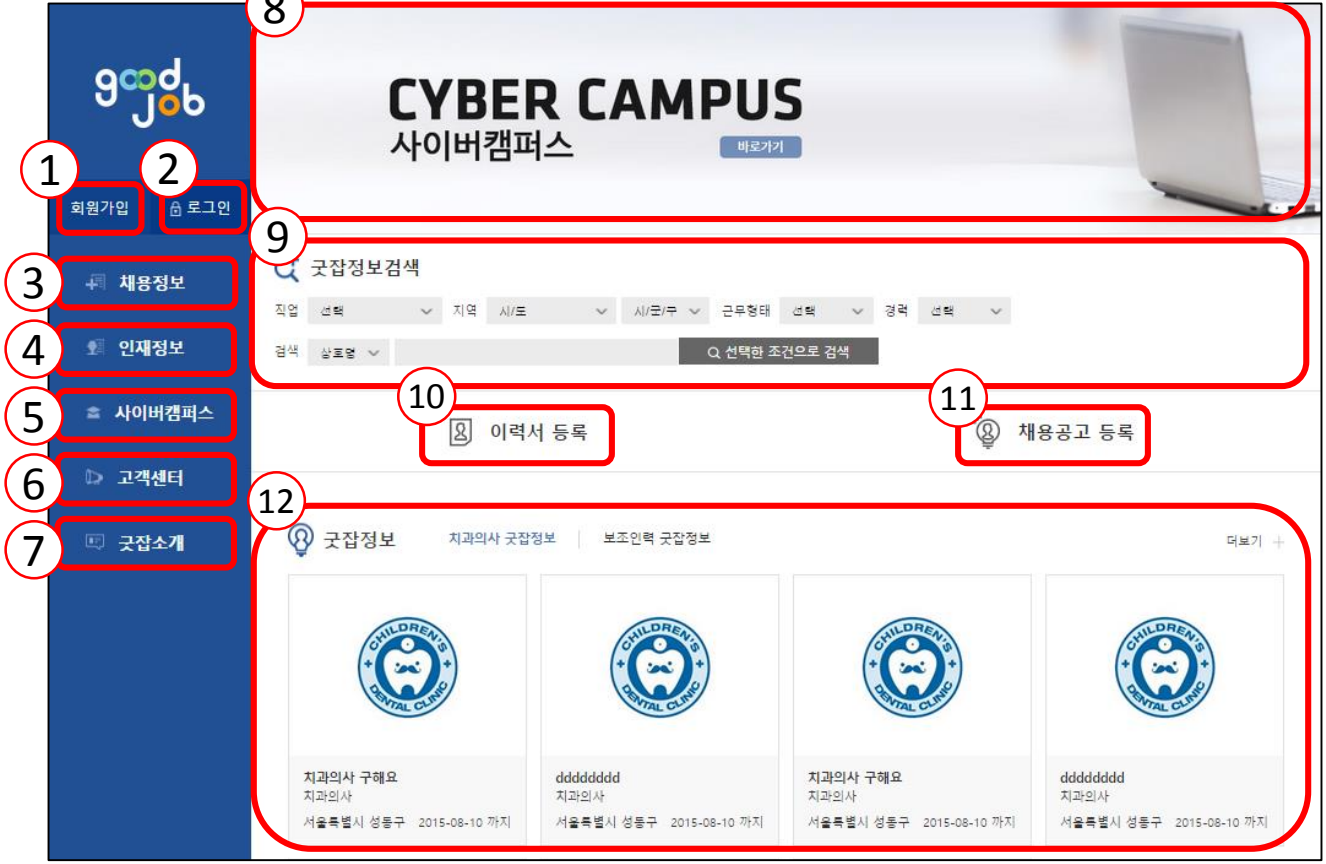 8
good
job
CYBER CAMPUS
사이버캠퍼스
바로가기
1
2
회원가입
로그인
9
굿잡정보검색
3
채용정보
직업 선택 지역 시/도 시/군/구 근무형태 선택 경력 선택
4
인재정보
검색 상호명 선택한 조건으로 검색
5
사이버캠퍼스
10
이력서 등록
11
채용공고 등록
6
고객센터
12
7
굿잡소개
굿잡정보 치과의사 굿잡정보 보조인력 굿잡정보 더보기 +
CHILDREN'S
DENTAL CLINIC
CHILDREN'S
DENTAL CLINIC
CHILDREN'S
DENTAL CLINIC
CHILDREN'S
DENTAL CLINIC
치과의사 구해요
치과의사
서울특별시 성동구 2015-08-10 까지
dddddddd
치과의사
서울특별시 성동구 2015-08-10 까지
치과의사 구해요
치과의사
서울특별시 성동구 2015-08-10 까지
dddddddd
치과의사
서울특별시 성동구 2015-08-10 까지